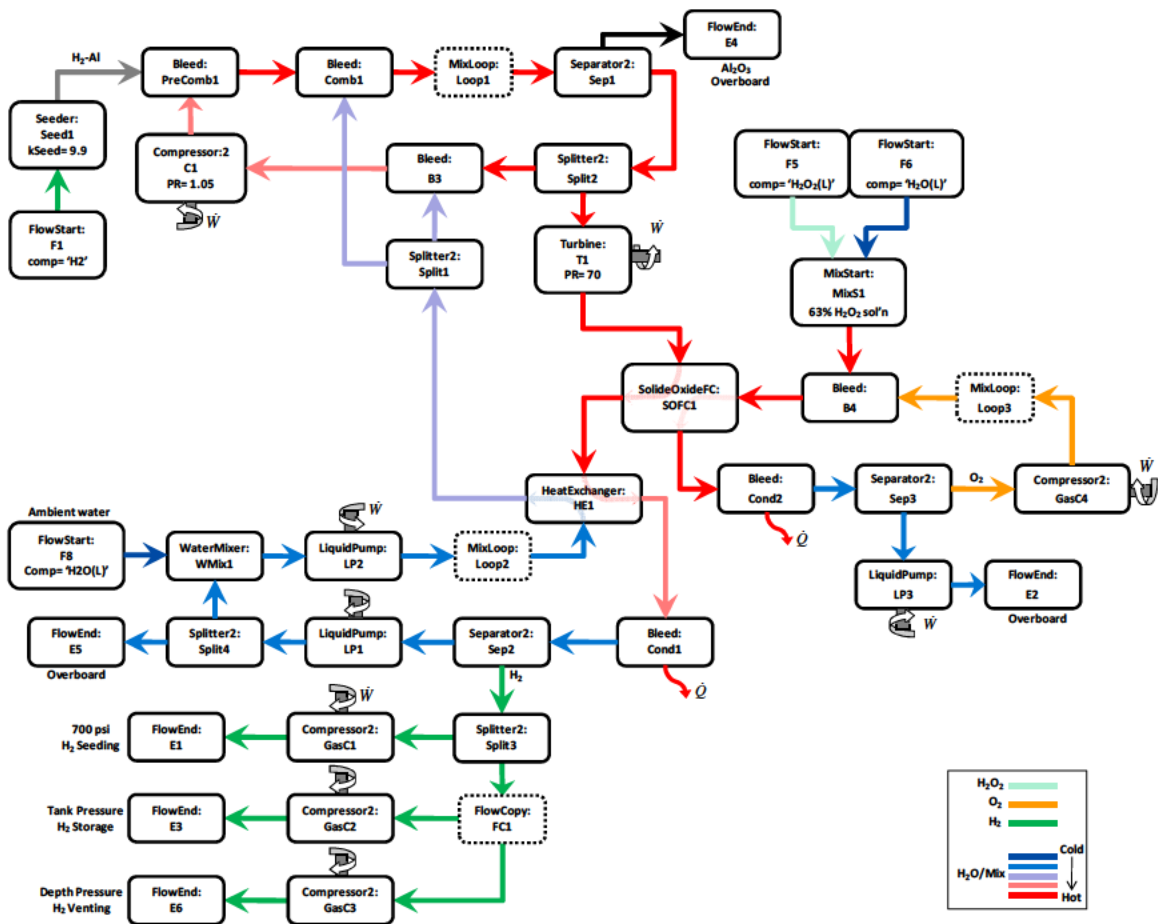 FlowEnd:
E4
Al₂O₃
Overboard
H₂-Al
Bleed:
PreComb1
Bleed:
Comb1
MixLoop:
Loop1
Separator2:
Sep1
Seeder:
Seed1
kSeed= 9.9
Compressor:2
C1
PR= 1.05
Ẇ
Bleed:
B3
Splitter2:
Split2
FlowStart:
F5
comp= ‘H₂O₂(L)’
FlowStart:
F6
comp= ‘H₂O(L)’
FlowStart:
F1
comp= ‘H2’
Splitter2:
Split1
Turbine:
T1
PR= 70
Ẇ
MixStart:
MixS1
63% H₂O₂ sol’n
SolideOxideFC:
SOFC1
Bleed:
B4
MixLoop:
Loop3
HeatExchanger:
HE1
Bleed:
Cond2
Q̇
Separator2:
Sep3
O₂
Compressor2:
GasC4
Ẇ
Ambient water
FlowStart:
F8
Comp= ‘H2O(L)’
WaterMixer:
WMix1
LiquidPump:
LP2
Ẇ
MixLoop:
Loop2
LiquidPump:
LP3
Ẇ
FlowEnd:
E2
Overboard
FlowEnd:
E5
Overboard
Splitter2:
Split4
LiquidPump:
LP1
Separator2:
Sep2
H₂
Bleed:
Cond1
Q̇
700 psi
H₂ Seeding
FlowEnd:
E1
Compressor2:
GasC1
Ẇ
Splitter2:
Split3
Tank Pressure
H₂ Storage
FlowEnd:
E3
Compressor2:
GasC2
FlowCopy:
FC1
Depth Pressure
H₂ Venting
FlowEnd:
E6
Compressor2:
GasC3
H₂O₂
O₂
H₂
Cold
H₂O/Mix
Hot